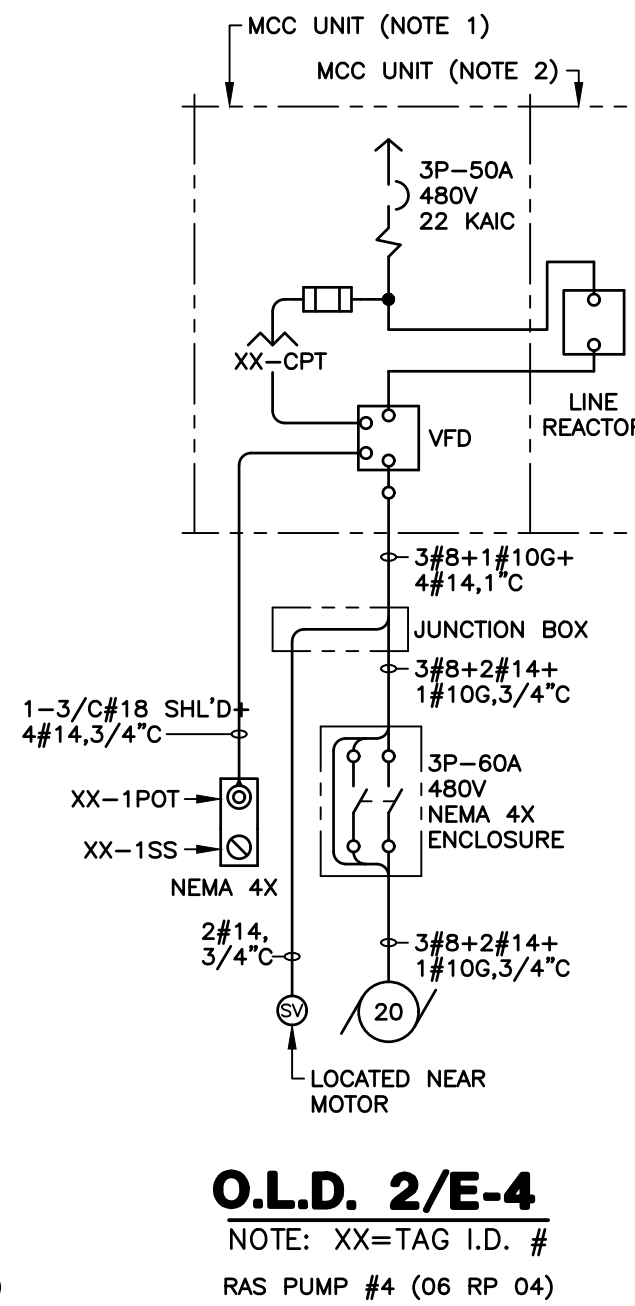 MCC UNIT (NOTE 1)
MCC UNIT (NOTE 2)
3P-50A
480V
22 KAIC
XX-CPT
LINE
REACTOR
VFD
3#8+1#10G+
4#14,1"C
JUNCTION BOX
3#8+2#14+
1#10G,3/4"C
1-3/C#18 SHL'D+
4#14,3/4"C
3P-60A
480V
NEMA 4X
ENCLOSURE
XX-1POT
XX-1SS
NEMA 4X
2#14,
3/4"C
3#8+2#14+
1#10G,3/4"C
SV
20
LOCATED NEAR
MOTOR
O.L.D. 2/E-4
NOTE: XX=TAG I.D. #
RAS PUMP #4 (06 RP 04)
)